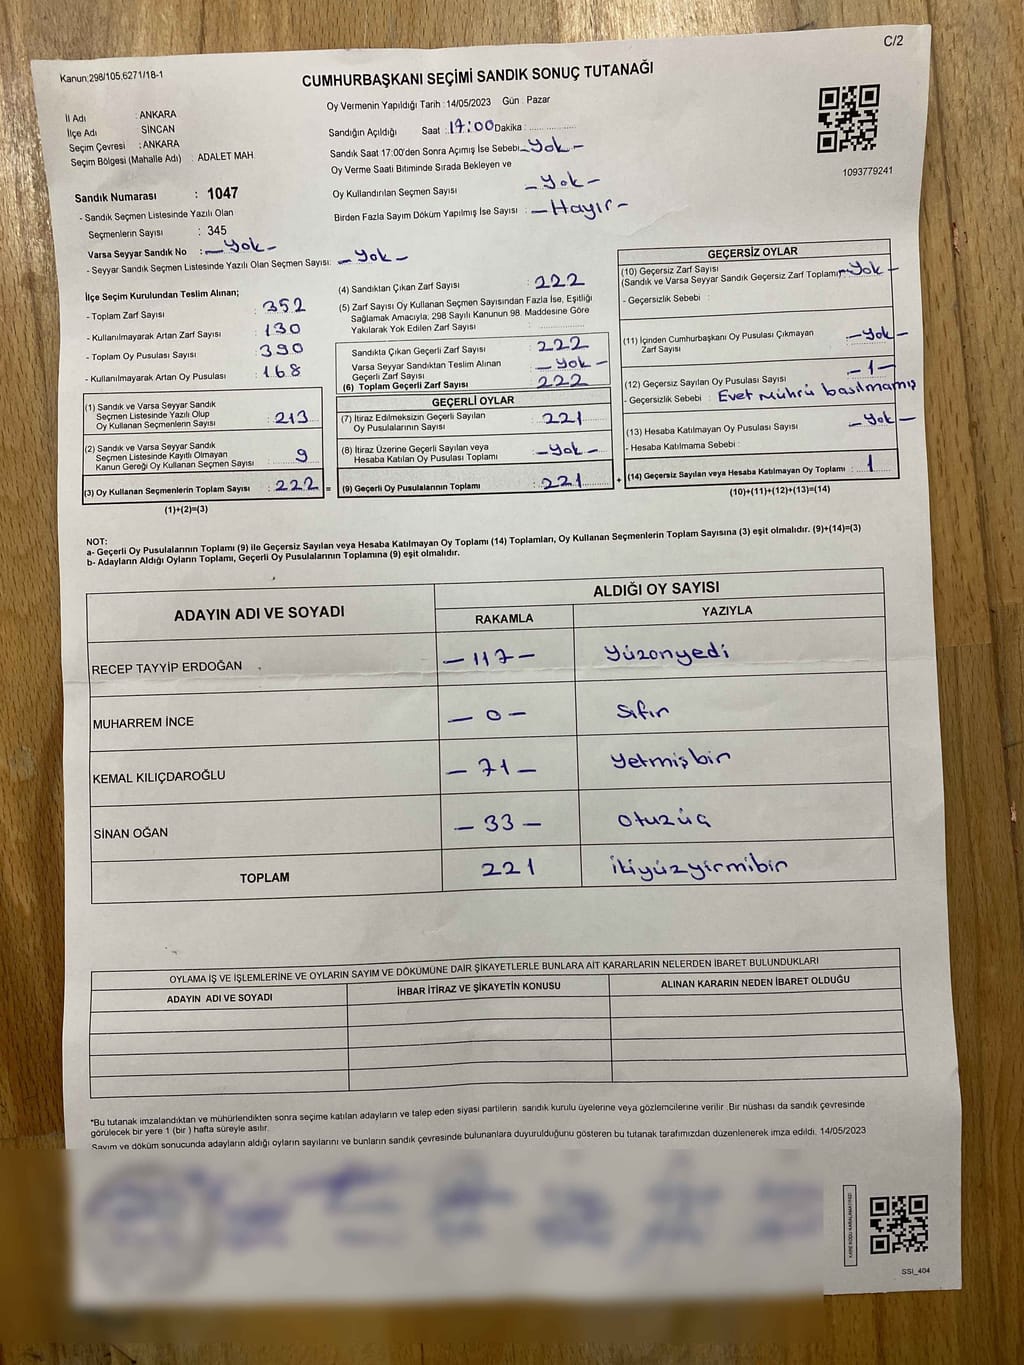 C/2
Kanun:298/105,6271/18-1
CUMHURBAŞKANI SEÇİMİ SANDIK SONUÇ TUTANAĞI
İl Adı : ANKARA
İlçe Adı SİNCAN
Seçim Çevresi : ANKARA
Seçim Bölgesi (Mahalle Adı) : ADALET MAH.
Oy Vermenin Yapıldığı Tarih : 14/05/2023 Gün : Pazar
Sandığın Açıldığı Saat : 17:00 Dakika :
Sandık Saat 17:00'den Sonra Açımış İse Sebebi - Yok -
Oy Verme Saati Bitiminde Sırada Bekleyen ve
Oy Kullandırılan Seçmen Sayısı - Yok -
Birden Fazla Sayım Döküm Yapılmış İse Sayısı : - Hayır -
1093779241
Sandık Numarası : 1047
- Sandık Seçmen Listesinde Yazılı Olan
Seçmenlerin Sayısı : 345
Varsa Seyyar Sandık No : - Yok -
- Seyyar Sandık Seçmen Listesinde Yazılı Olan Seçmen Sayısı: - Yok -
İlçe Seçim Kurulundan Teslim Alınan;
- Toplam Zarf Sayısı : 352
- Kullanılmayarak Artan Zarf Sayısı : 130
- Toplam Oy Pusulası Sayısı : 390
- Kullanılmayarak Artan Oy Pusulası : 168
(1) Sandık ve Varsa Seyyar Sandık
Seçmen Listesinde Yazılı Olup
Oy Kullanan Seçmenlerin Sayısı : 213
(2) Sandık ve Varsa Seyyar Sandık
Seçmen Listesinde Kayıtlı Olmayan
Kanun Gereği Oy Kullanan Seçmen Sayısı : 9
(3) Oy Kullanan Seçmenlerin Toplam Sayısı : 222 =
(1)+(2)=(3)
(4) Sandıktan Çıkan Zarf Sayısı : 222
(5) Zarf Sayısı Oy Kullanan Seçmen Sayısından Fazla İse, Eşitliği
Sağlamak Amacıyla; 298 Sayılı Kanunun 98. Maddesine Göre
Yakılarak Yok Edilen Zarf Sayısı :
Sandıkta Çıkan Geçerli Zarf Sayısı : 222
Varsa Seyyar Sandıktan Teslim Alınan
Geçerli Zarf Sayısı : - Yok -
(6) Toplam Geçerli Zarf Sayısı : 222
GEÇERLİ OYLAR
(7) İtiraz Edilmeksizin Geçerli Sayılan
Oy Pusulalarının Sayısı : 221
(8) İtiraz Üzerine Geçerli Sayılan veya
Hesaba Katılan Oy Pusulası Toplamı : - Yok -
(9) Geçerli Oy Pusulalarının Toplamı : 221 +
GEÇERSİZ OYLAR
(10) Geçersiz Zarf Sayısı
(Sandık ve Varsa Seyyar Sandık Geçersiz Zarf Toplamı) - Yok -
- Geçersizlik Sebebi :
(11) İçinden Cumhurbaşkanı Oy Pusulası Çıkmayan
Zarf Sayısı : - Yok -
(12) Geçersiz Sayılan Oy Pusulası Sayısı : - 1 -
- Geçersizlik Sebebi : Evet Mührü basılmamış
(13) Hesaba Katılmayan Oy Pusulası Sayısı : - Yok -
- Hesaba Katılmama Sebebi :
(14) Geçersiz Sayılan veya Hesaba Katılmayan Oy Toplamı : 1
(10)+(11)+(12)+(13)=(14)
NOT:
a- Geçerli Oy Pusulalarının Toplamı (9) ile Geçersiz Sayılan veya Hesaba Katılmayan Oy Toplamı (14) Toplamları, Oy Kullanan Seçmenlerin Toplam Sayısına (3) eşit olmalıdır. (9)+(14)=(3)
b- Adayların Aldığı Oyların Toplamı, Geçerli Oy Pusulalarının Toplamına (9) eşit olmalıdır.
ADAYIN ADI VE SOYADI
ALDIĞI OY SAYISI
RAKAMLA YAZIYLA
RECEP TAYYİP ERDOĞAN - 117 - Yüzonyedi
MUHARREM İNCE - 0 - Sıfır
KEMAL KILIÇDAROĞLU - 71 - Yetmişbir
SİNAN OĞAN - 33 - Otuzüç
TOPLAM 221 İkiyüzyirmibir
OYLAMA İŞ VE İŞLEMLERİNE VE OYLARIN SAYIM VE DÖKÜMÜNE DAİR ŞİKAYETLERLE BUNLARA AİT KARARLARIN NELERDEN İBARET BULUNDUKLARI
ADAYIN ADI VE SOYADI İHBAR İTİRAZ VE ŞİKAYETİN KONUSU ALINAN KARARIN NEDEN İBARET OLDUĞU
*Bu tutanak imzalandıktan ve mühürlendikten sonra seçime katılan adayların ve talep eden siyasi partilerin sandık kurulu üyelerine veya gözlemcilerine verilir .Bir nüshası da sandık çevresinde
görülecek bir yere 1 (bir ) hafta süreyle asılır.
Sayım ve döküm sonucunda adayların aldığı oyların sayılarını ve bunların sandık çevresinde bulunanlara duyurulduğunu gösteren bu tutanak tarafımızdan düzenlenerek imza edildi. 14/05/2023
SSI_404